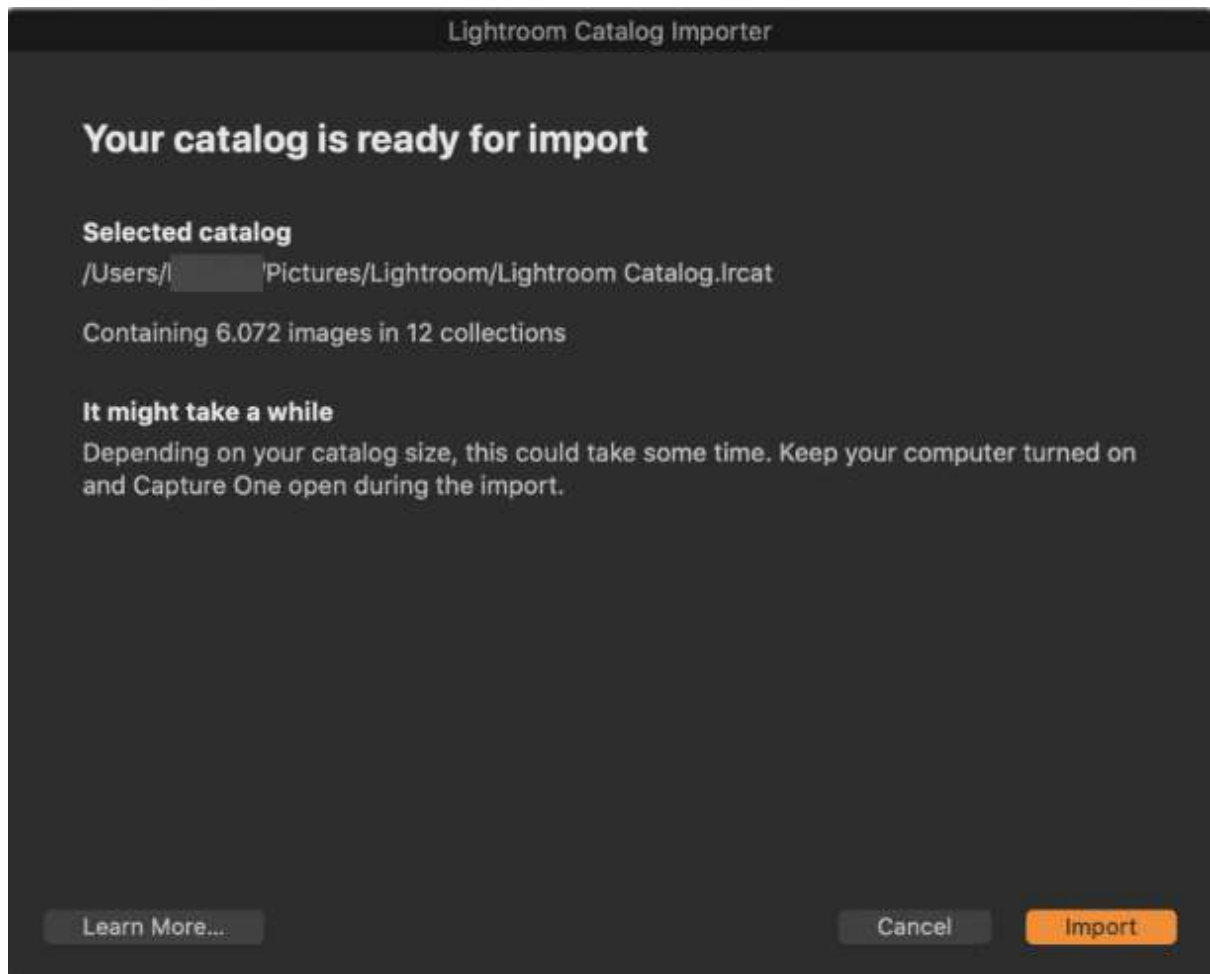 Lightroom Catalog Importer
Your catalog is ready for import
Selected catalog
/Users/ /Pictures/Lightroom/Lightroom Catalog.lrcat
Containing 6.072 images in 12 collections
It might take a while
Depending on your catalog size, this could take some time. Keep your computer turned on
and Capture One open during the import.
Learn More...
Cancel
Import